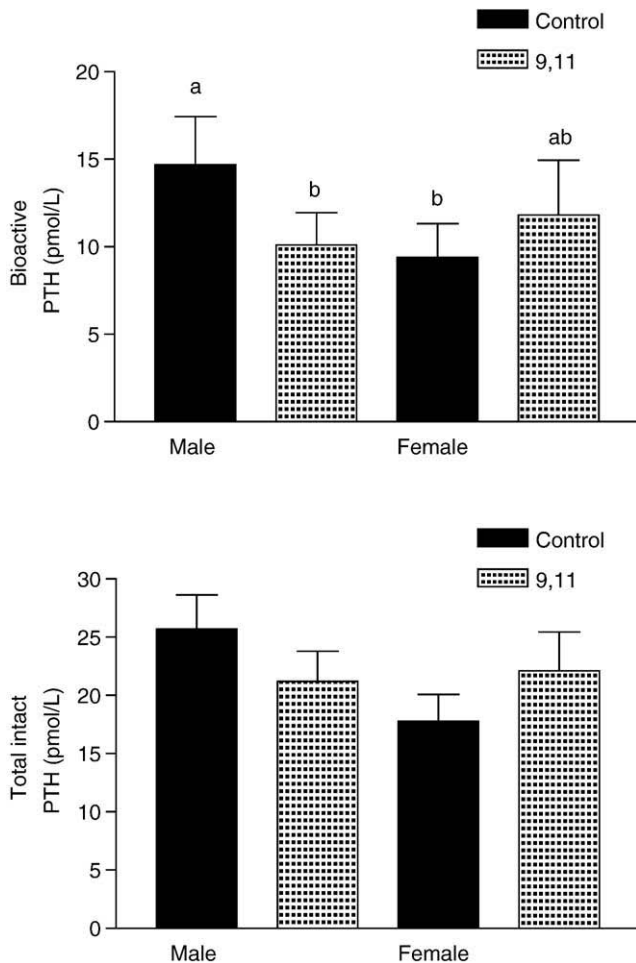 Control
9,11
Bioactive
PTH (pmol/L)
20
15
10
5
0
a
b
b
ab
Male
Female
Control
9,11
Total intact
PTH (pmol/L)
30
25
20
15
10
5
0
Male
Female